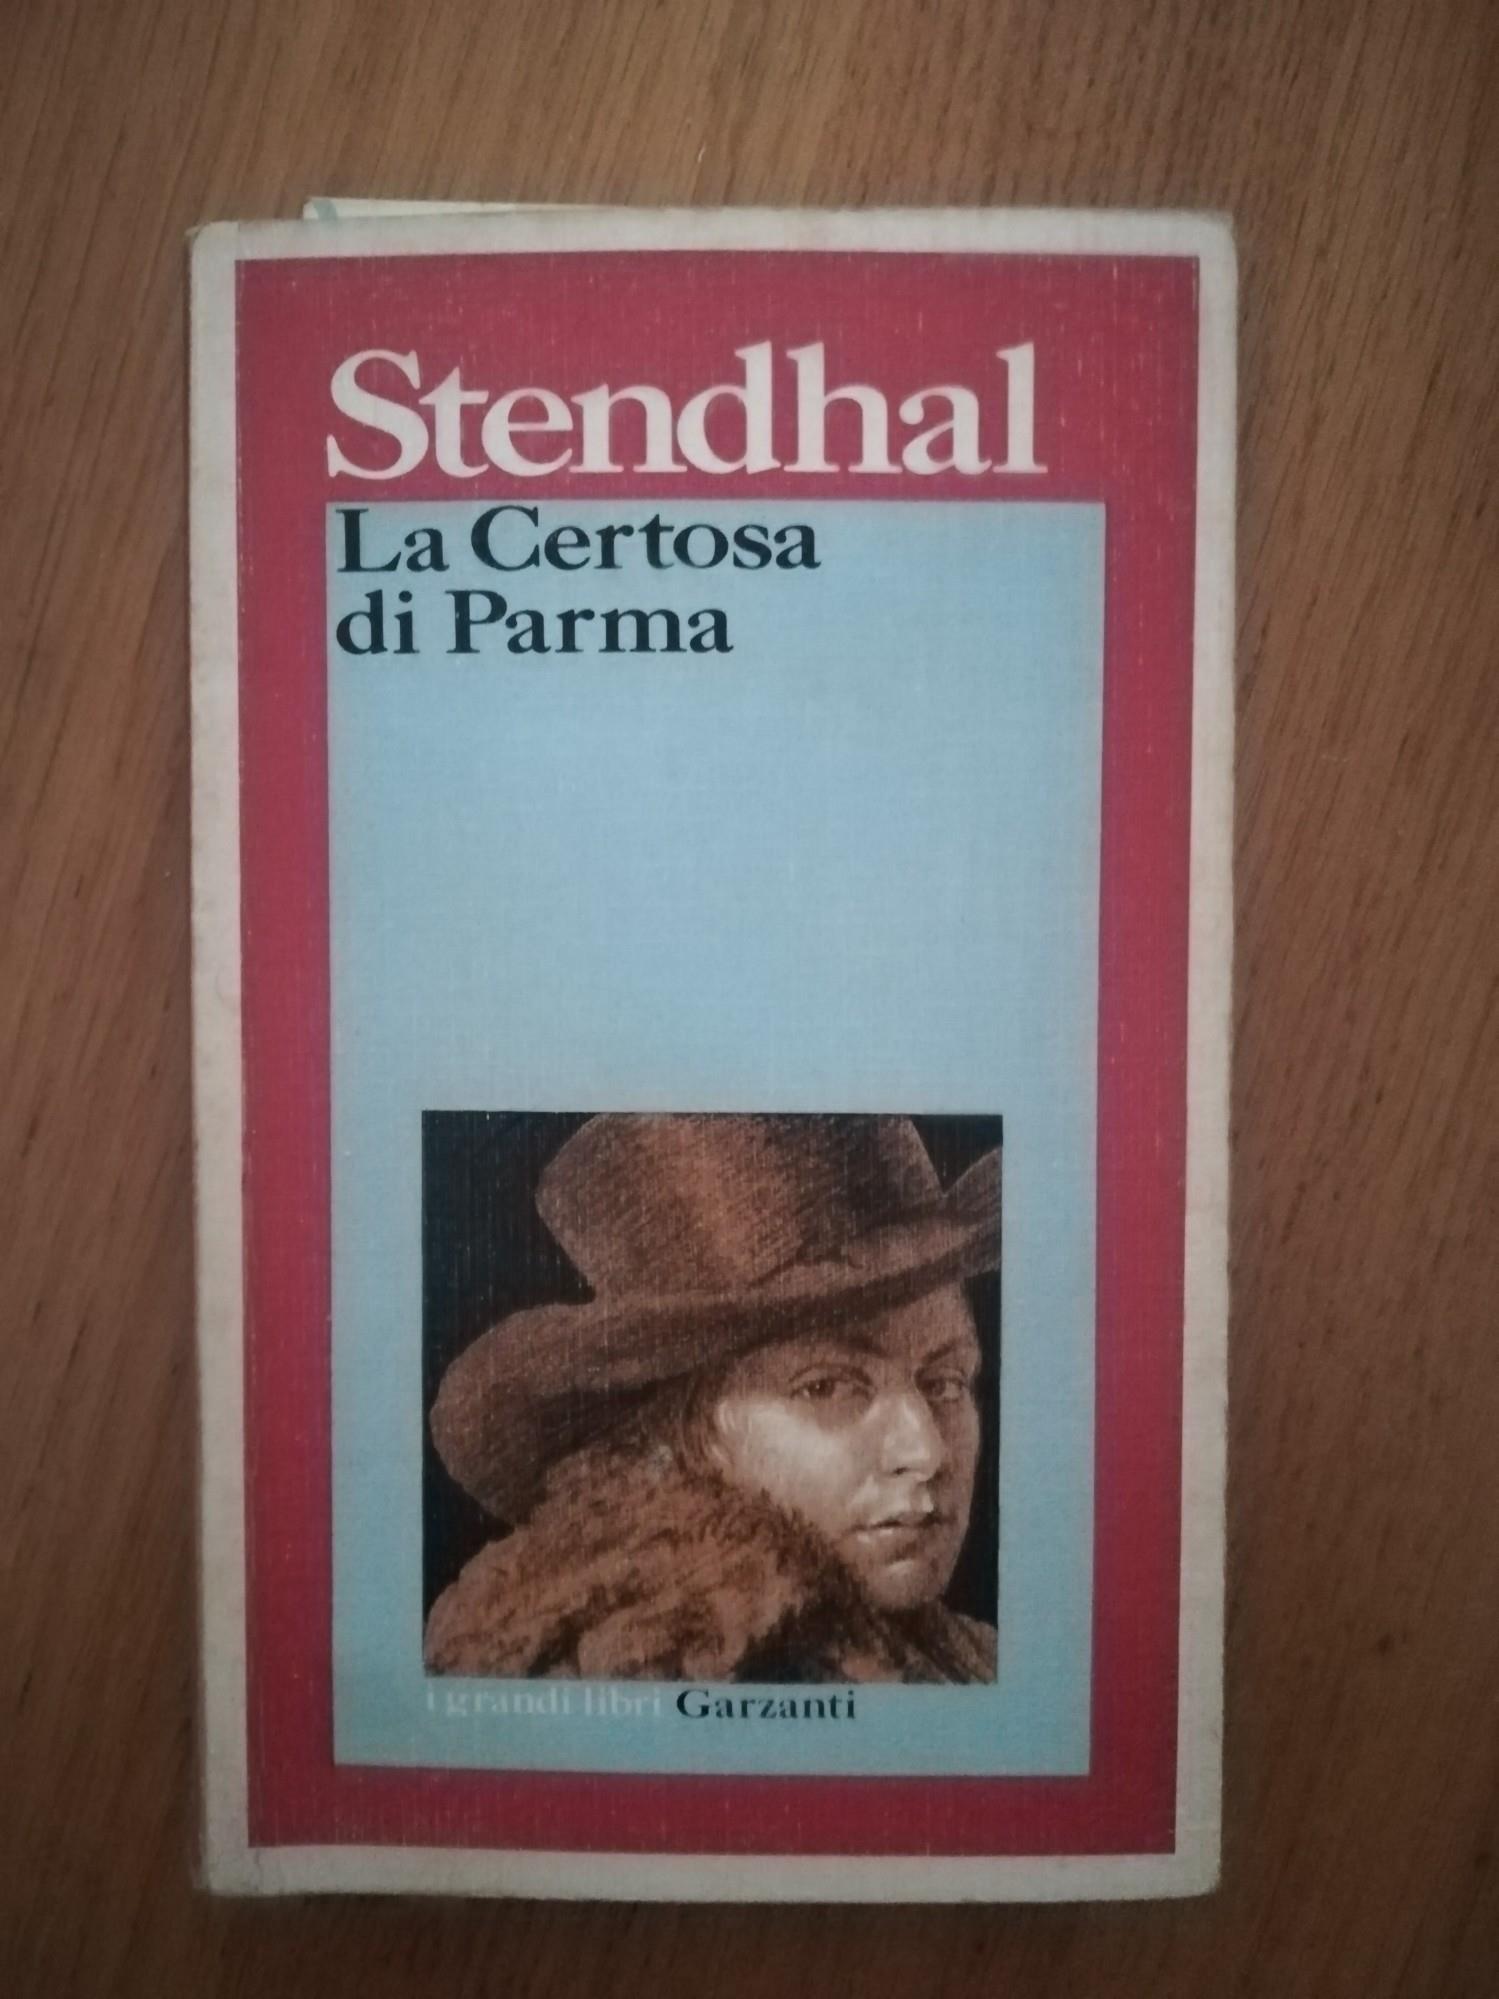 Stendhal
La Certosa
di Parma
i grandi libri Garzanti